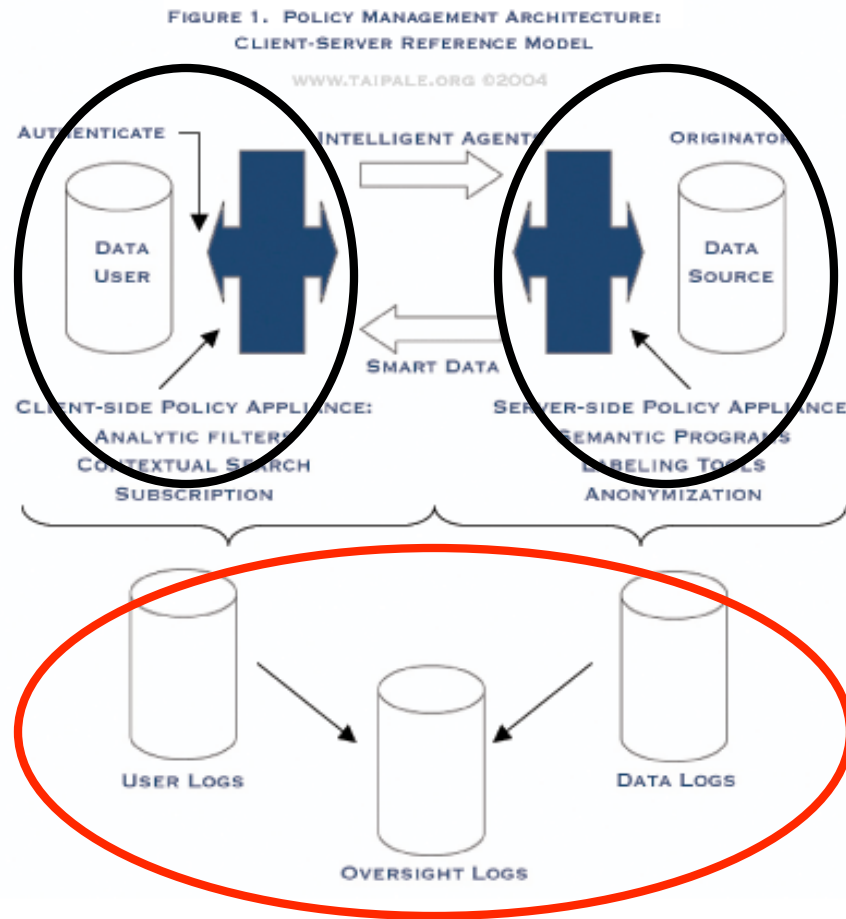 FIGURE 1. POLICY MANAGEMENT ARCHITECTURE:
CLIENT-SERVER REFERENCE MODEL
WWW.TAIPALE.ORG ©2004
AUTHENTICATE
INTELLIGENT AGENTS
ORIGINATOR
DATA
USER
DATA
SOURCE
SMART DATA
CLIENT-SIDE POLICY APPLIANCE:
ANALYTIC FILTERS
CONTEXTUAL SEARCH
SUBSCRIPTION
SERVER-SIDE POLICY APPLIANCE
SEMANTIC PROGRAMS
LABELING TOOLS
ANONYMIZATION
USER LOGS
DATA LOGS
OVERSIGHT LOGS